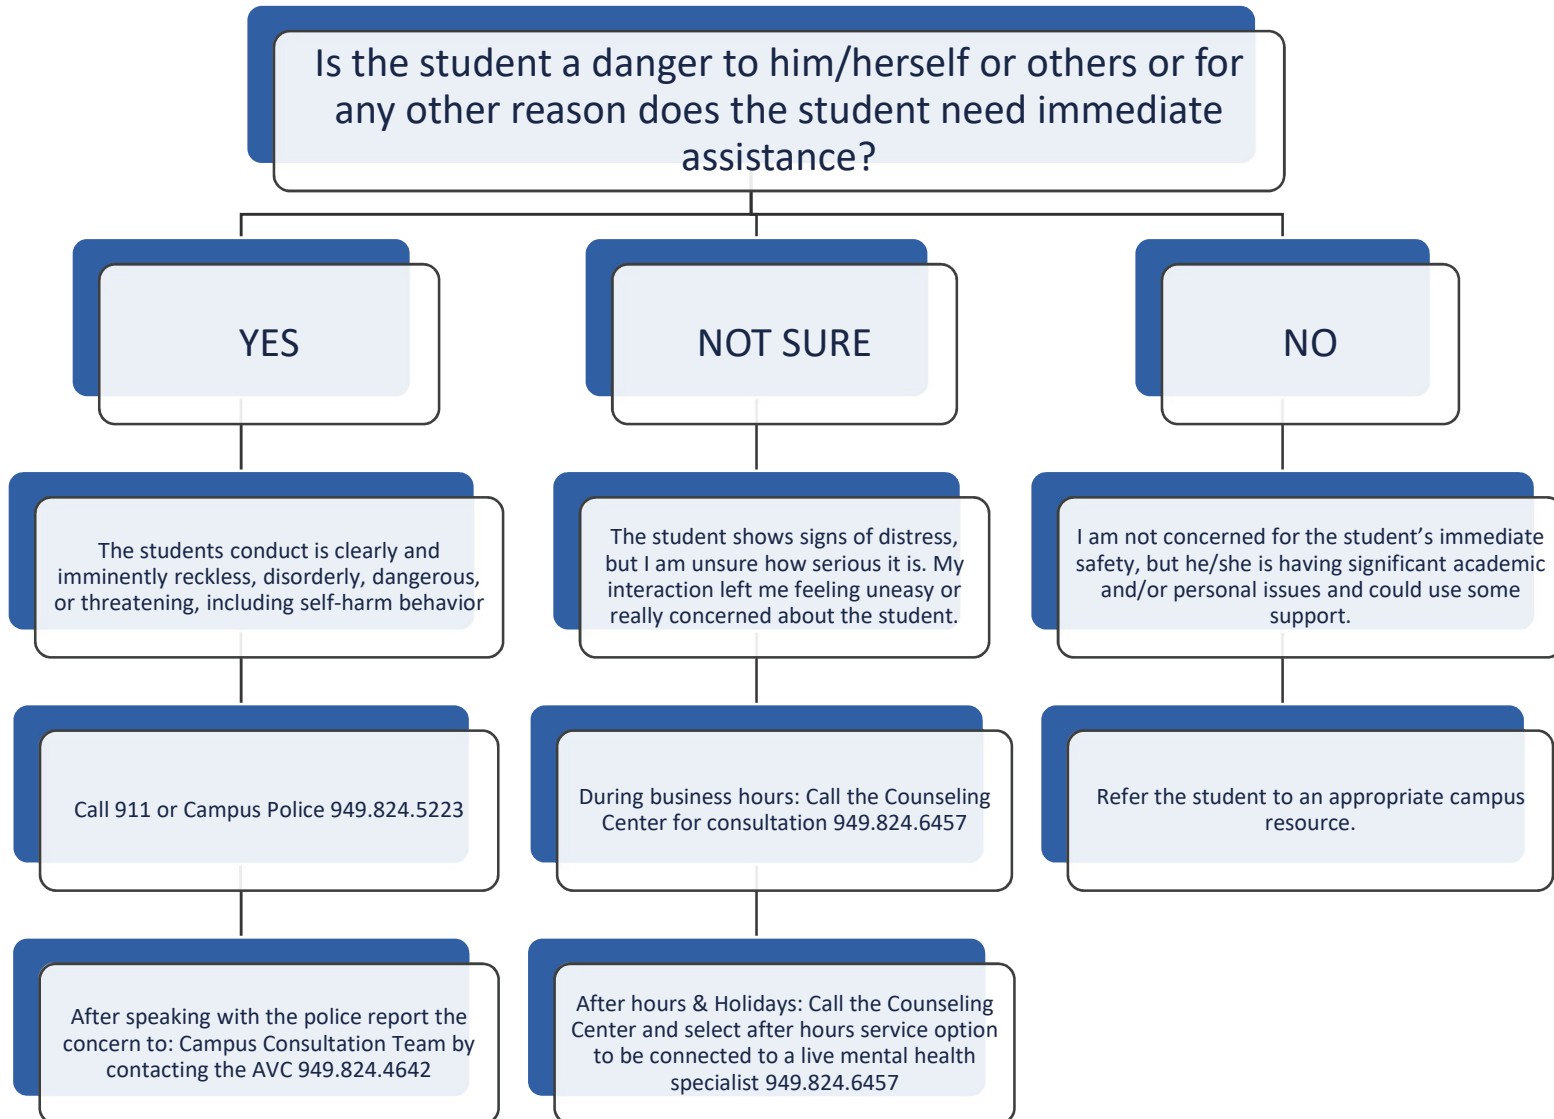 Is the student a danger to him/herself or others or for
any other reason does the student need immediate
assistance?
YES
The students conduct is clearly and
imminently reckless, disorderly, dangerous,
or threatening, including self-harm behavior
Call 911 or Campus Police 949.824.5223
After speaking with the police report the
concern to: Campus Consultation Team by
contacting the AVC 949.824.4642
NOT SURE
The student shows signs of distress,
but I am unsure how serious it is. My
interaction left me feeling uneasy or
really concerned about the student.
During business hours: Call the Counseling
Center for consultation 949.824.6457
After hours & Holidays: Call the Counseling
Center and select after hours service option
to be connected to a live mental health
specialist 949.824.6457
NO
I am not concerned for the student’s immediate
safety, but he/she is having significant academic
and/or personal issues and could use some
support.
Refer the student to an appropriate campus
resource.